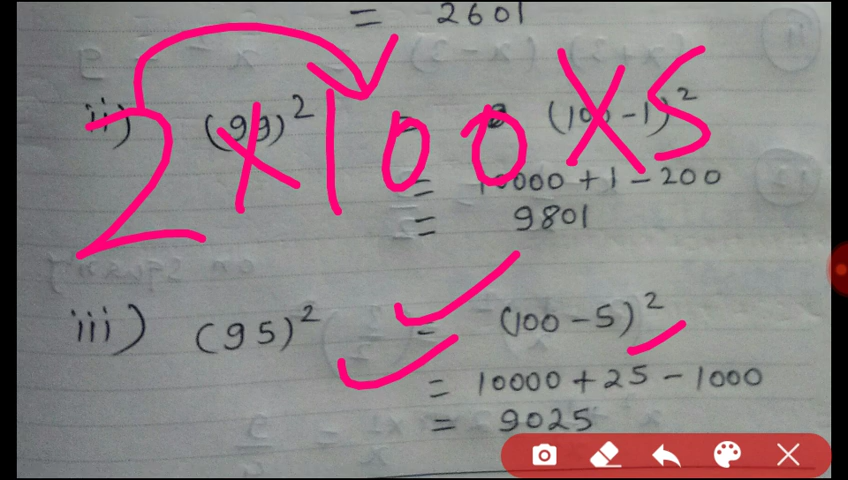 = 2601
2 × 100 × 5
ii) (99)² = (100 - 1)²
= 10000 + 1 - 200
= 9801
iii) (95)² = (100 - 5)²
= 10000 + 25 - 1000
= 9025